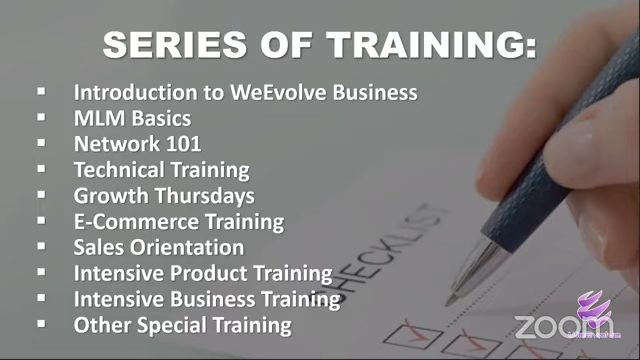 SERIES OF TRAINING:
▪ Introduction to WeEvolve Business
▪ MLM Basics
▪ Network 101
▪ Technical Training
▪ Growth Thursdays
▪ E-Commerce Training
▪ Sales Orientation
▪ Intensive Product Training
▪ Intensive Business Training
▪ Other Special Training
CHECKLIST
zoom